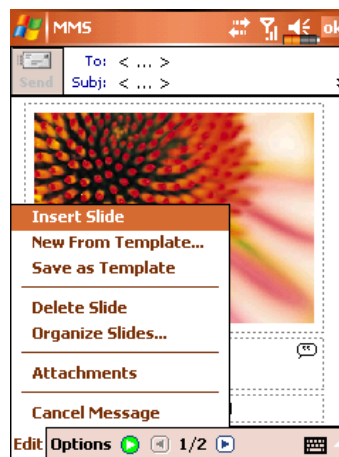 MMS
ok
Send
To: < ... >
Subj: < ... >
Insert Slide
New From Template...
Save as Template
Delete Slide
Organize Slides...
Attachments
Cancel Message
Edit Options 1/2